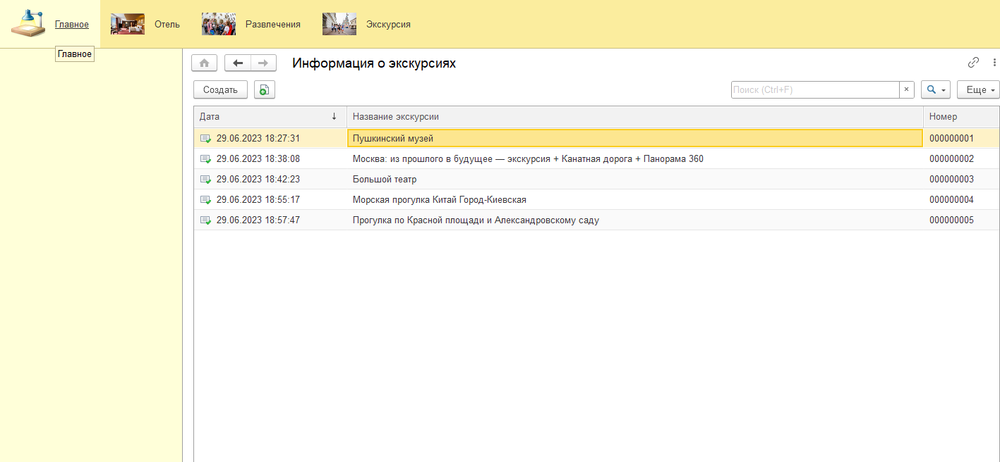 Главное Отель Развлечения Экскурсия
Главное
Информация о экскурсиях
Создать Поиск (Ctrl+F) × Еще
Дата ↓ Название экскурсии Номер
29.06.2023 18:27:31 Пушкинский музей 000000001
29.06.2023 18:38:08 Москва: из прошлого в будущее — экскурсия + Канатная дорога + Панорама 360 000000002
29.06.2023 18:42:23 Большой театр 000000003
29.06.2023 18:55:17 Морская прогулка Китай Город-Киевская 000000004
29.06.2023 18:57:47 Прогулка по Красной площади и Александровскому саду 000000005